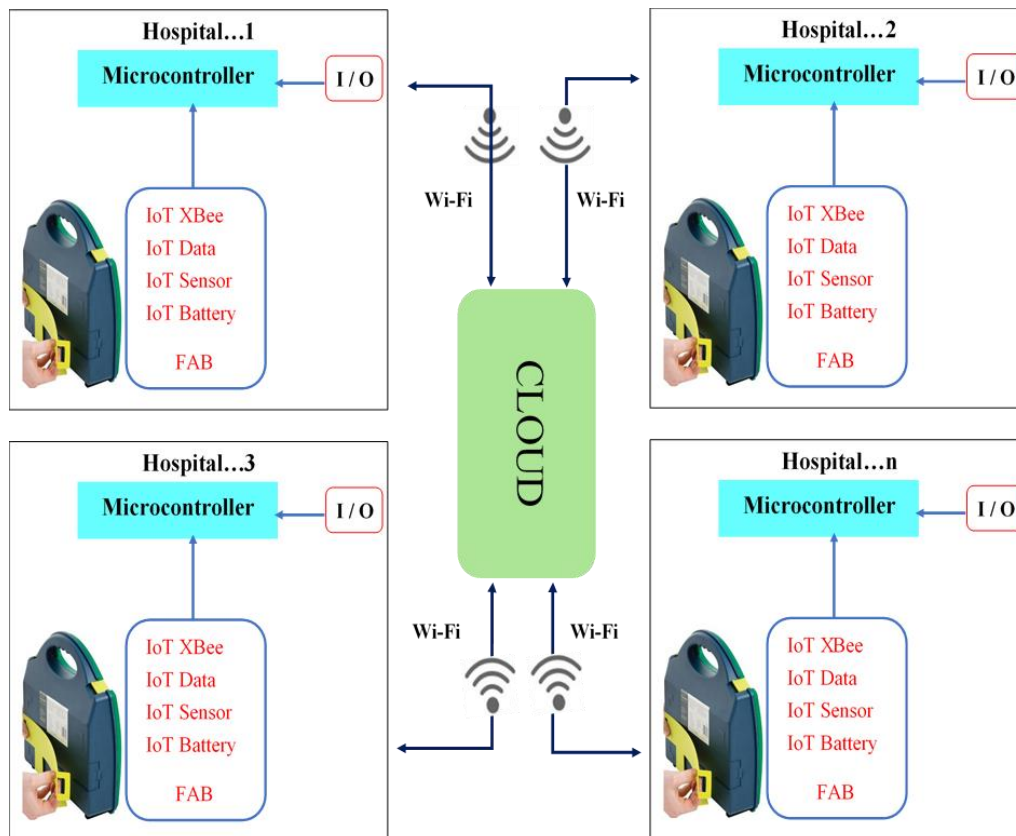 Hospital…1
Microcontroller
I / O
IoT XBee
IoT Data
IoT Sensor
IoT Battery
FAB
Wi-Fi
Wi-Fi
Hospital…2
Microcontroller
I / O
IoT XBee
IoT Data
IoT Sensor
IoT Battery
FAB
CLOUD
Hospital…3
Microcontroller
I / O
IoT XBee
IoT Data
IoT Sensor
IoT Battery
FAB
Wi-Fi
Wi-Fi
Hospital…n
Microcontroller
I / O
IoT XBee
IoT Data
IoT Sensor
IoT Battery
FAB